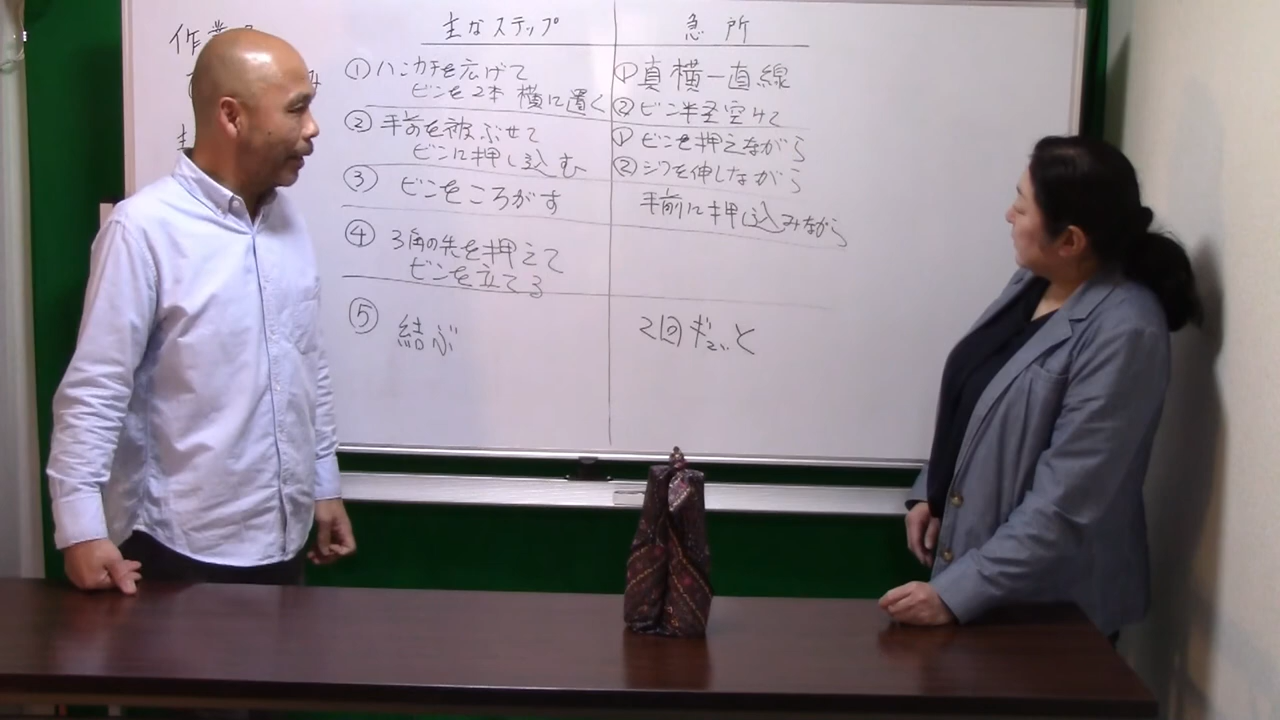 作業
主なステップ
急所
①ハンカチを広げて
ビンを2本横に置く
①真横一直線
②ビン半径空けて
②手前を被ぶせて
ビンに押し込む
①ビンを押えながら
②シワを伸しながら
③ビンをころがす
手前に押し込みながら
④3角の先を押えて
ビンを立てる
⑤結ぶ
2回ぎゅっと